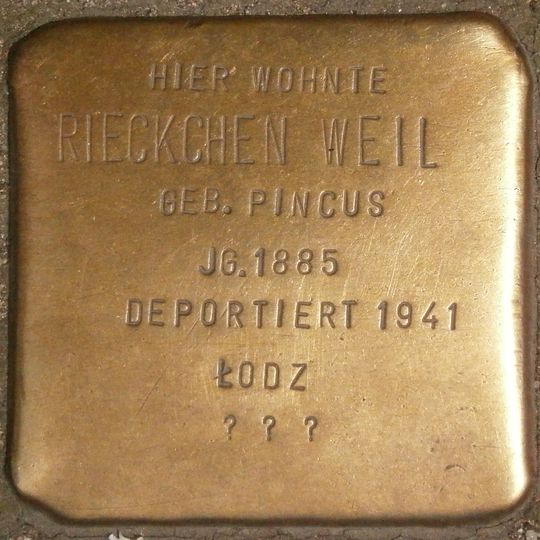 HIER WOHNTE
RIECKCHEN WEIL
GEB. PINCUS
JG. 1885
DEPORTIERT 1941
ŁODZ
? ? ?